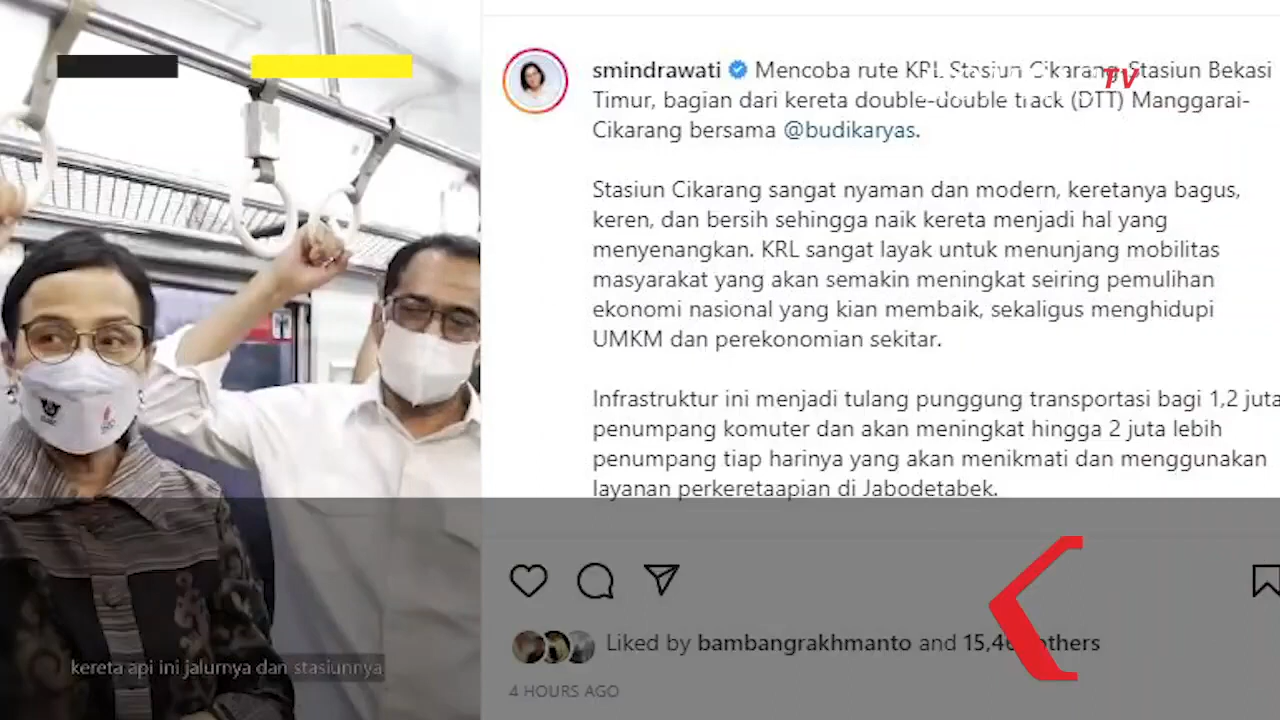 smindrawati Mencoba rute KRL Stasiun Cikarang-Stasiun Bekasi
Timur, bagian dari kereta double-double track (DTT) Manggarai-
Cikarang bersama @budikaryas.
TV
Stasiun Cikarang sangat nyaman dan modern, keretanya bagus,
keren, dan bersih sehingga naik kereta menjadi hal yang
menyenangkan. KRL sangat layak untuk menunjang mobilitas
masyarakat yang akan semakin meningkat seiring pemulihan
ekonomi nasional yang kian membaik, sekaligus menghidupi
UMKM dan perekonomian sekitar.
Infrastruktur ini menjadi tulang punggung transportasi bagi 1,2 juta
penumpang komuter dan akan meningkat hingga 2 juta lebih
penumpang tiap harinya yang akan menikmati dan menggunakan
layanan perkeretaapian di Jabodetabek.
Liked by bambangrakhmanto and others
4 HOURS AGO
kereta api ini jalurnya dan stasiunnya